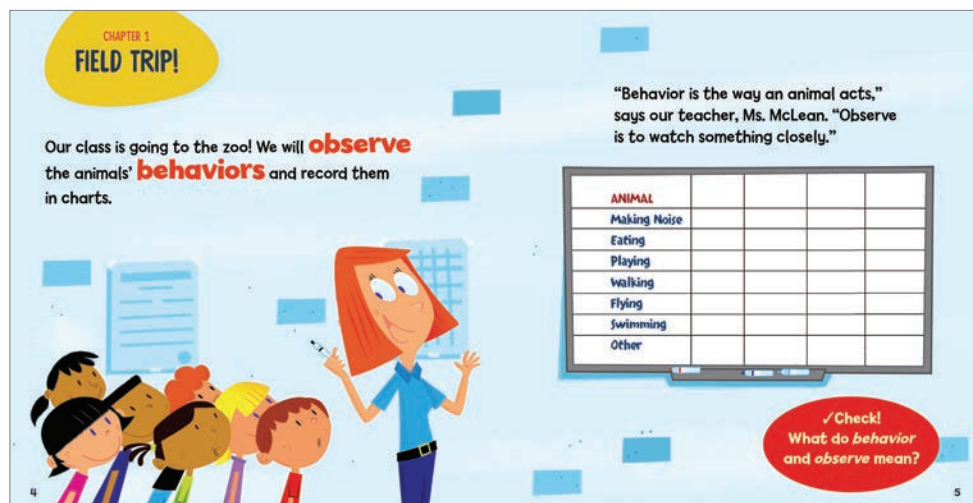 CHAPTER 1
FIELD TRIP!
Our class is going to the zoo! We will observe
the animals' behaviors and record them
in charts.
4
“Behavior is the way an animal acts,”
says our teacher, Ms. McLean. “Observe
is to watch something closely.”
ANIMAL
Making Noise
Eating
Playing
Walking
Flying
Swimming
Other
✓Check!
What do behavior
and observe mean?
5